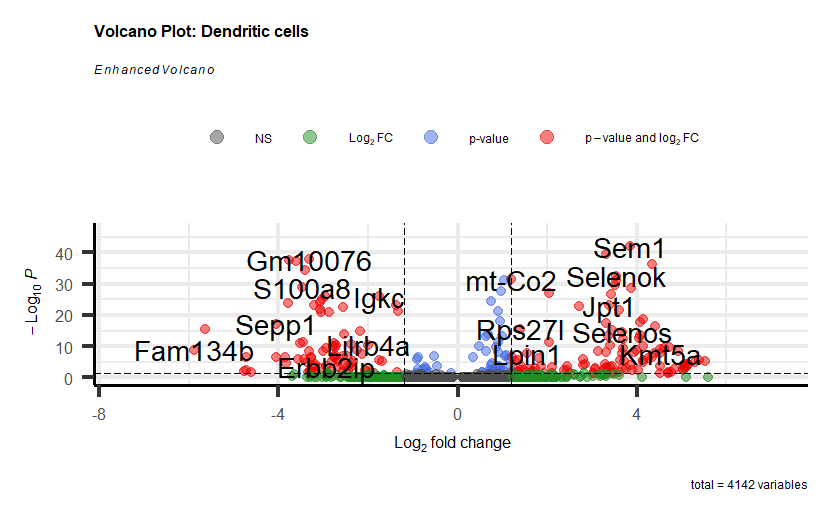 Volcano Plot: Dendritic cells
EnhancedVolcano
NS
Log2 FC
p-value
p − value and log2 FC
− Log10 P
40
30
20
10
0
Sem1
Gm10076
mt-Co2
Selenok
S100a8
Igkc
Jpt1
Sepp1
Rps27l
Selenos
Fam134b
Lilrb4a
Lpin1
Kmt5a
Erbb2ip
-8
-4
0
4
Log2 fold change
total = 4142 variables